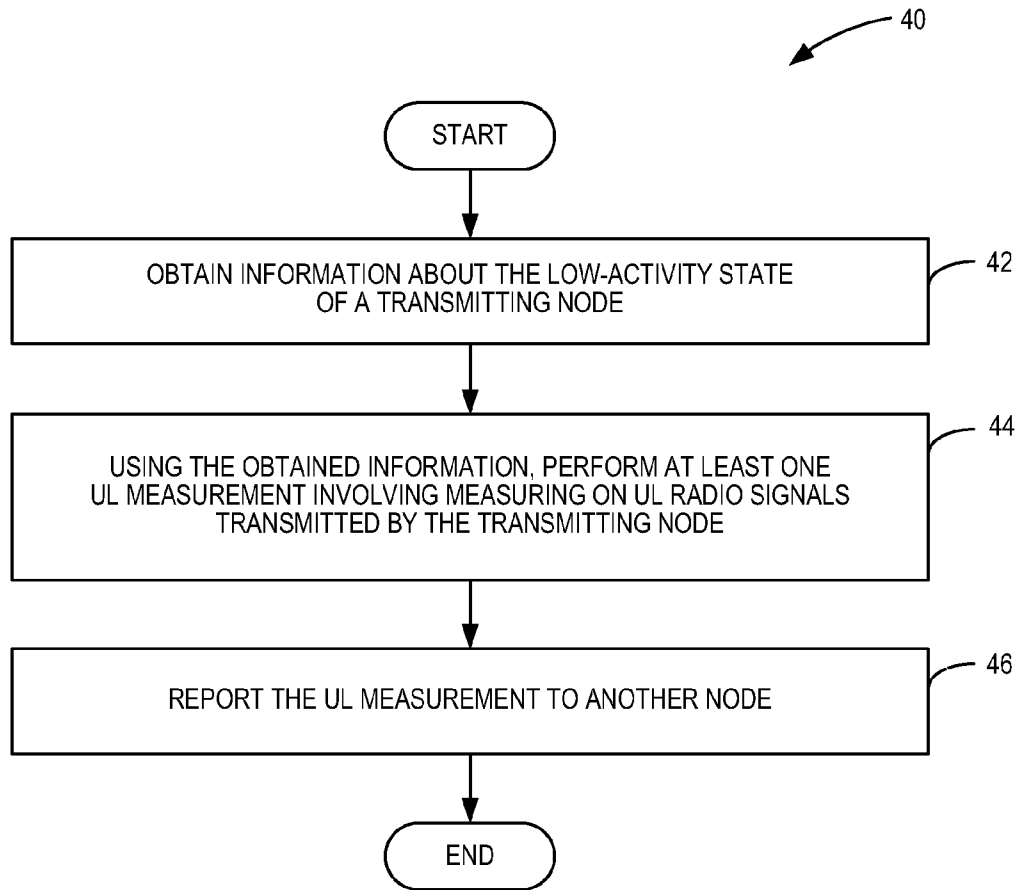 40
START
OBTAIN INFORMATION ABOUT THE LOW-ACTIVITY STATE
OF A TRANSMITTING NODE
42
USING THE OBTAINED INFORMATION, PERFORM AT LEAST ONE
UL MEASUREMENT INVOLVING MEASURING ON UL RADIO SIGNALS
TRANSMITTED BY THE TRANSMITTING NODE
44
REPORT THE UL MEASUREMENT TO ANOTHER NODE
46
END